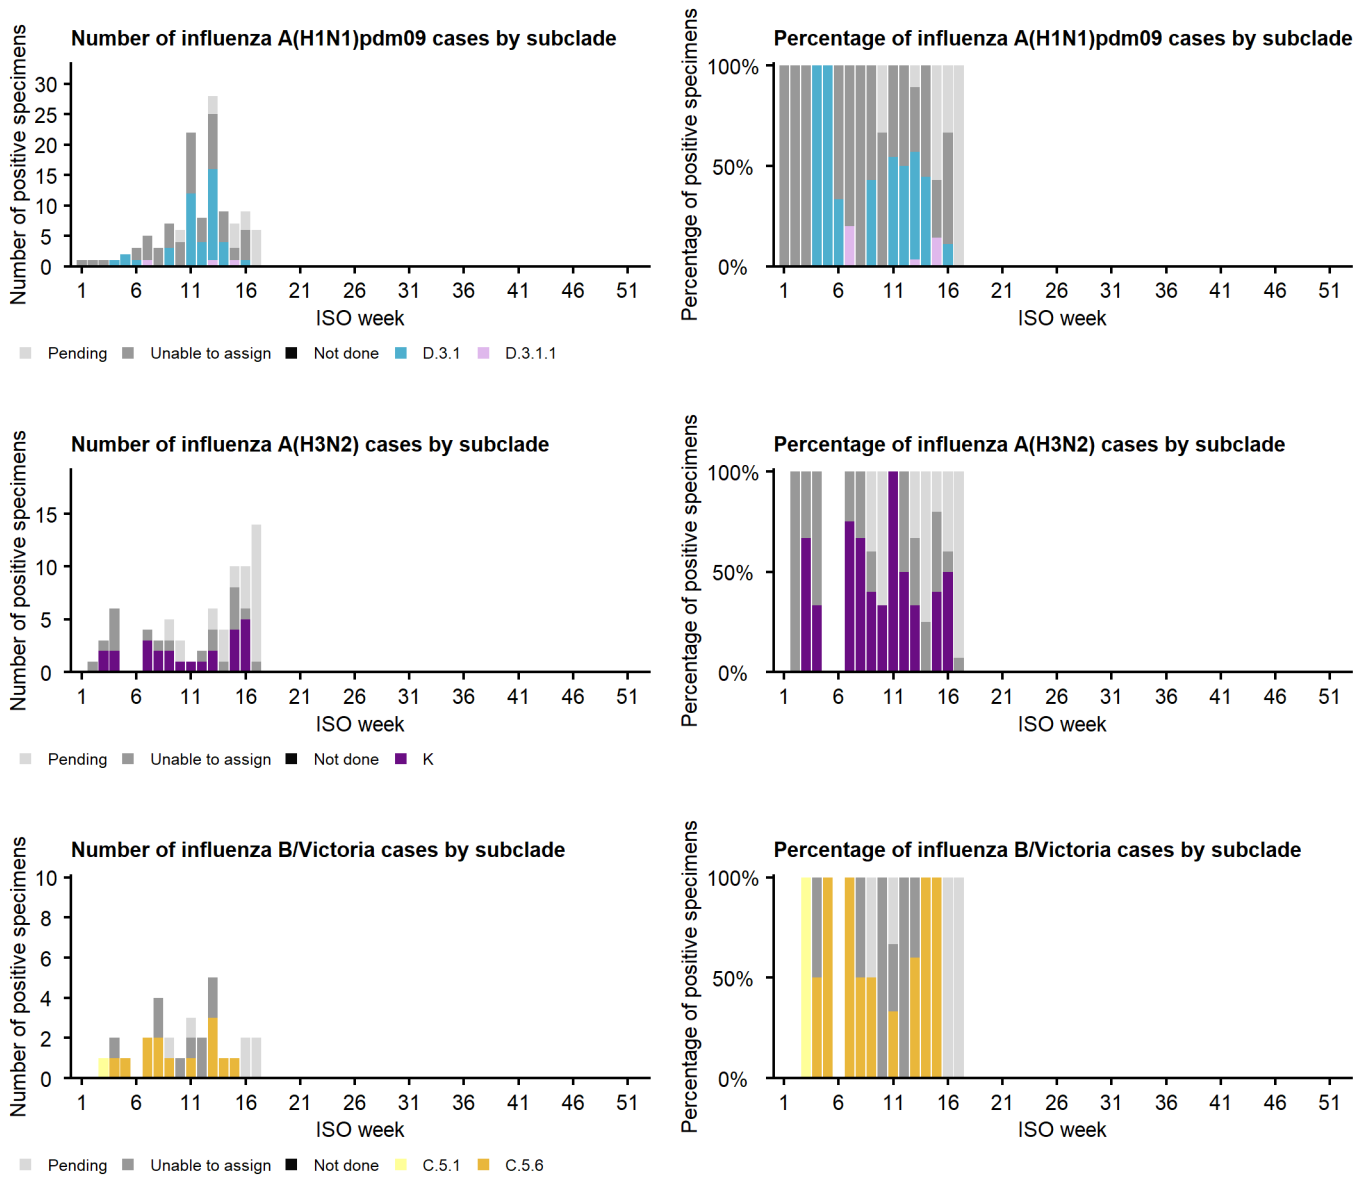 Number of influenza A(H1N1)pdm09 cases by subclade
Number of positive specimens
30
25
20
15
10
5
0
1 6 11 16 21 26 31 36 41 46 51
ISO week
Pending Unable to assign Not done D.3.1 D.3.1.1
Percentage of influenza A(H1N1)pdm09 cases by subclade
Percentage of positive specimens
100%
50%
0%
1 6 11 16 21 26 31 36 41 46 51
ISO week
Number of influenza A(H3N2) cases by subclade
Number of positive specimens
15
10
5
0
1 6 11 16 21 26 31 36 41 46 51
ISO week
Pending Unable to assign Not done K
Percentage of influenza A(H3N2) cases by subclade
Percentage of positive specimens
100%
50%
0%
1 6 11 16 21 26 31 36 41 46 51
ISO week
Number of influenza B/Victoria cases by subclade
Number of positive specimens
10
8
6
4
2
0
1 6 11 16 21 26 31 36 41 46 51
ISO week
Pending Unable to assign Not done C.5.1 C.5.6
Percentage of influenza B/Victoria cases by subclade
Percentage of positive specimens
100%
50%
0%
1 6 11 16 21 26 31 36 41 46 51
ISO week